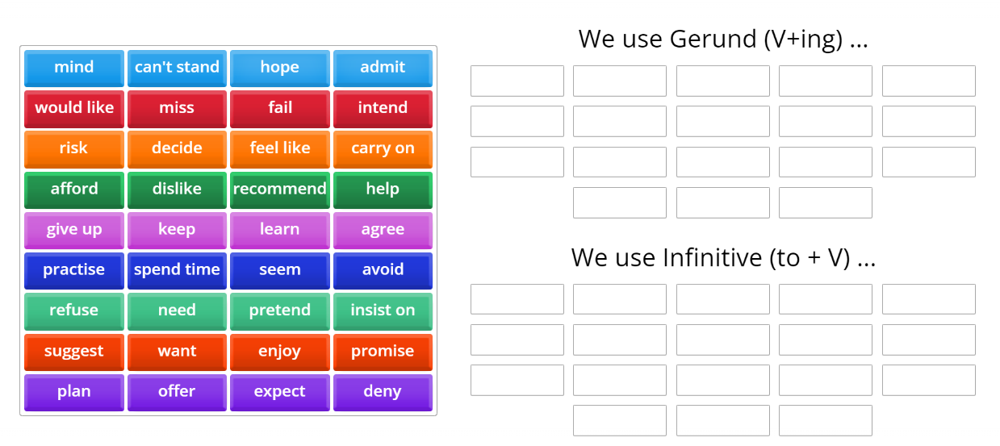 mind can't stand hope admit
would like miss fail intend
risk decide feel like carry on
afford dislike recommend help
give up keep learn agree
practise spend time seem avoid
refuse need pretend insist on
suggest want enjoy promise
plan offer expect deny
We use Gerund (V+ing) ...
We use Infinitive (to + V) ...